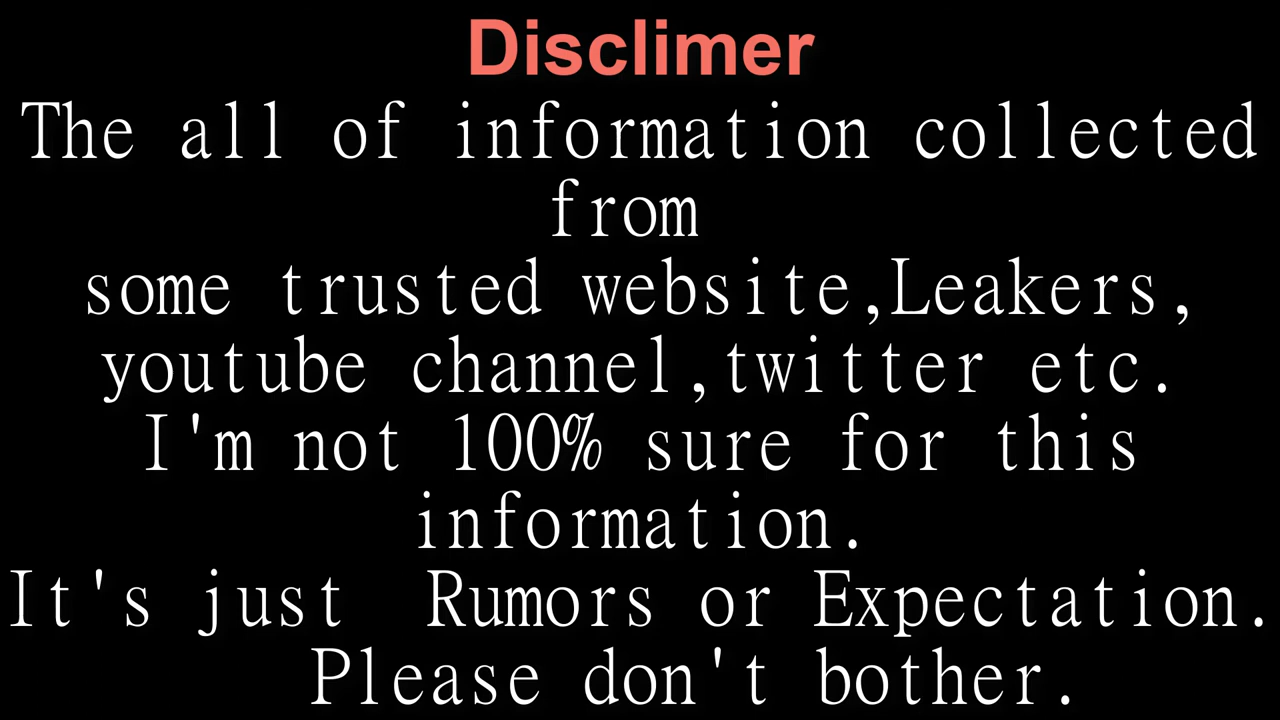 Disclimer
The all of information collected
from
some trusted website,Leakers,
youtube channel,twitter etc.
I'm not 100% sure for this
information.
It's just  Rumors or Expectation.
Please don't bother.